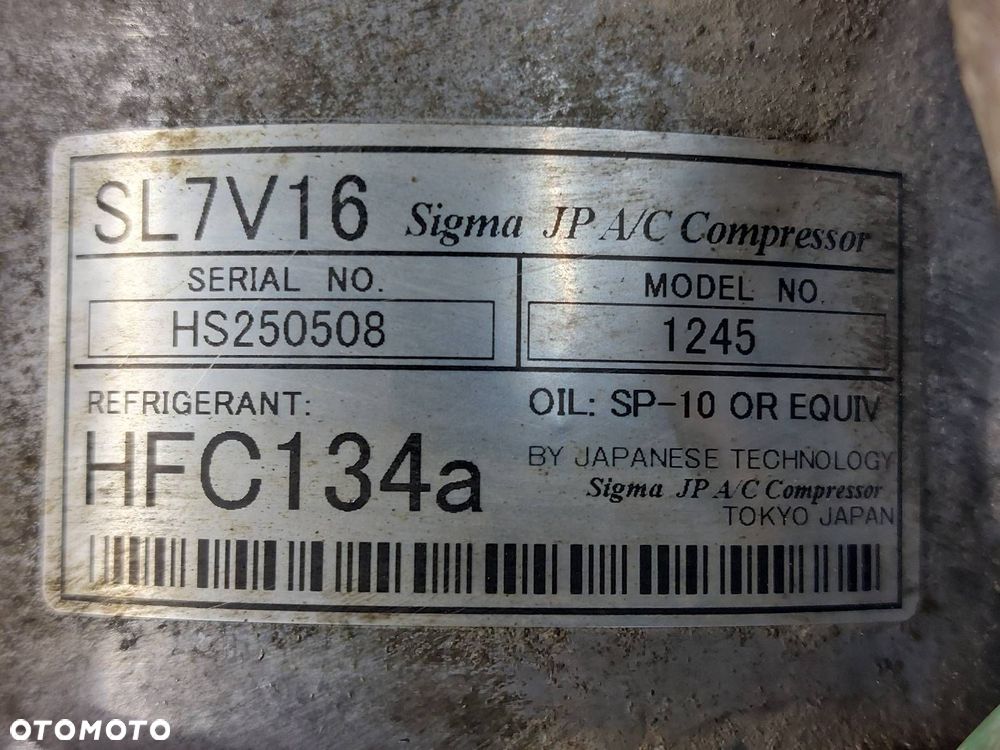 SL7V16 Sigma JP A/C Compressor
SERIAL NO.
HS250508
MODEL NO.
1245
REFRIGERANT:
HFC134a
OIL: SP-10 OR EQUIV
BY JAPANESE TECHNOLOGY
Sigma JP A/C Compressor
TOKYO JAPAN
OTOMOTO